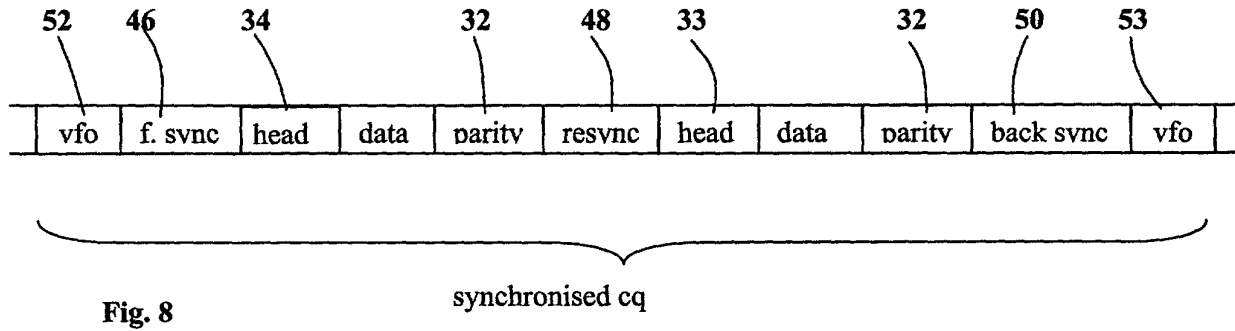 52 46 34 32 48 33 32 50 53
vfo f. sync head data parity resync head data parity back sync vfo
synchronised cq
Fig. 8